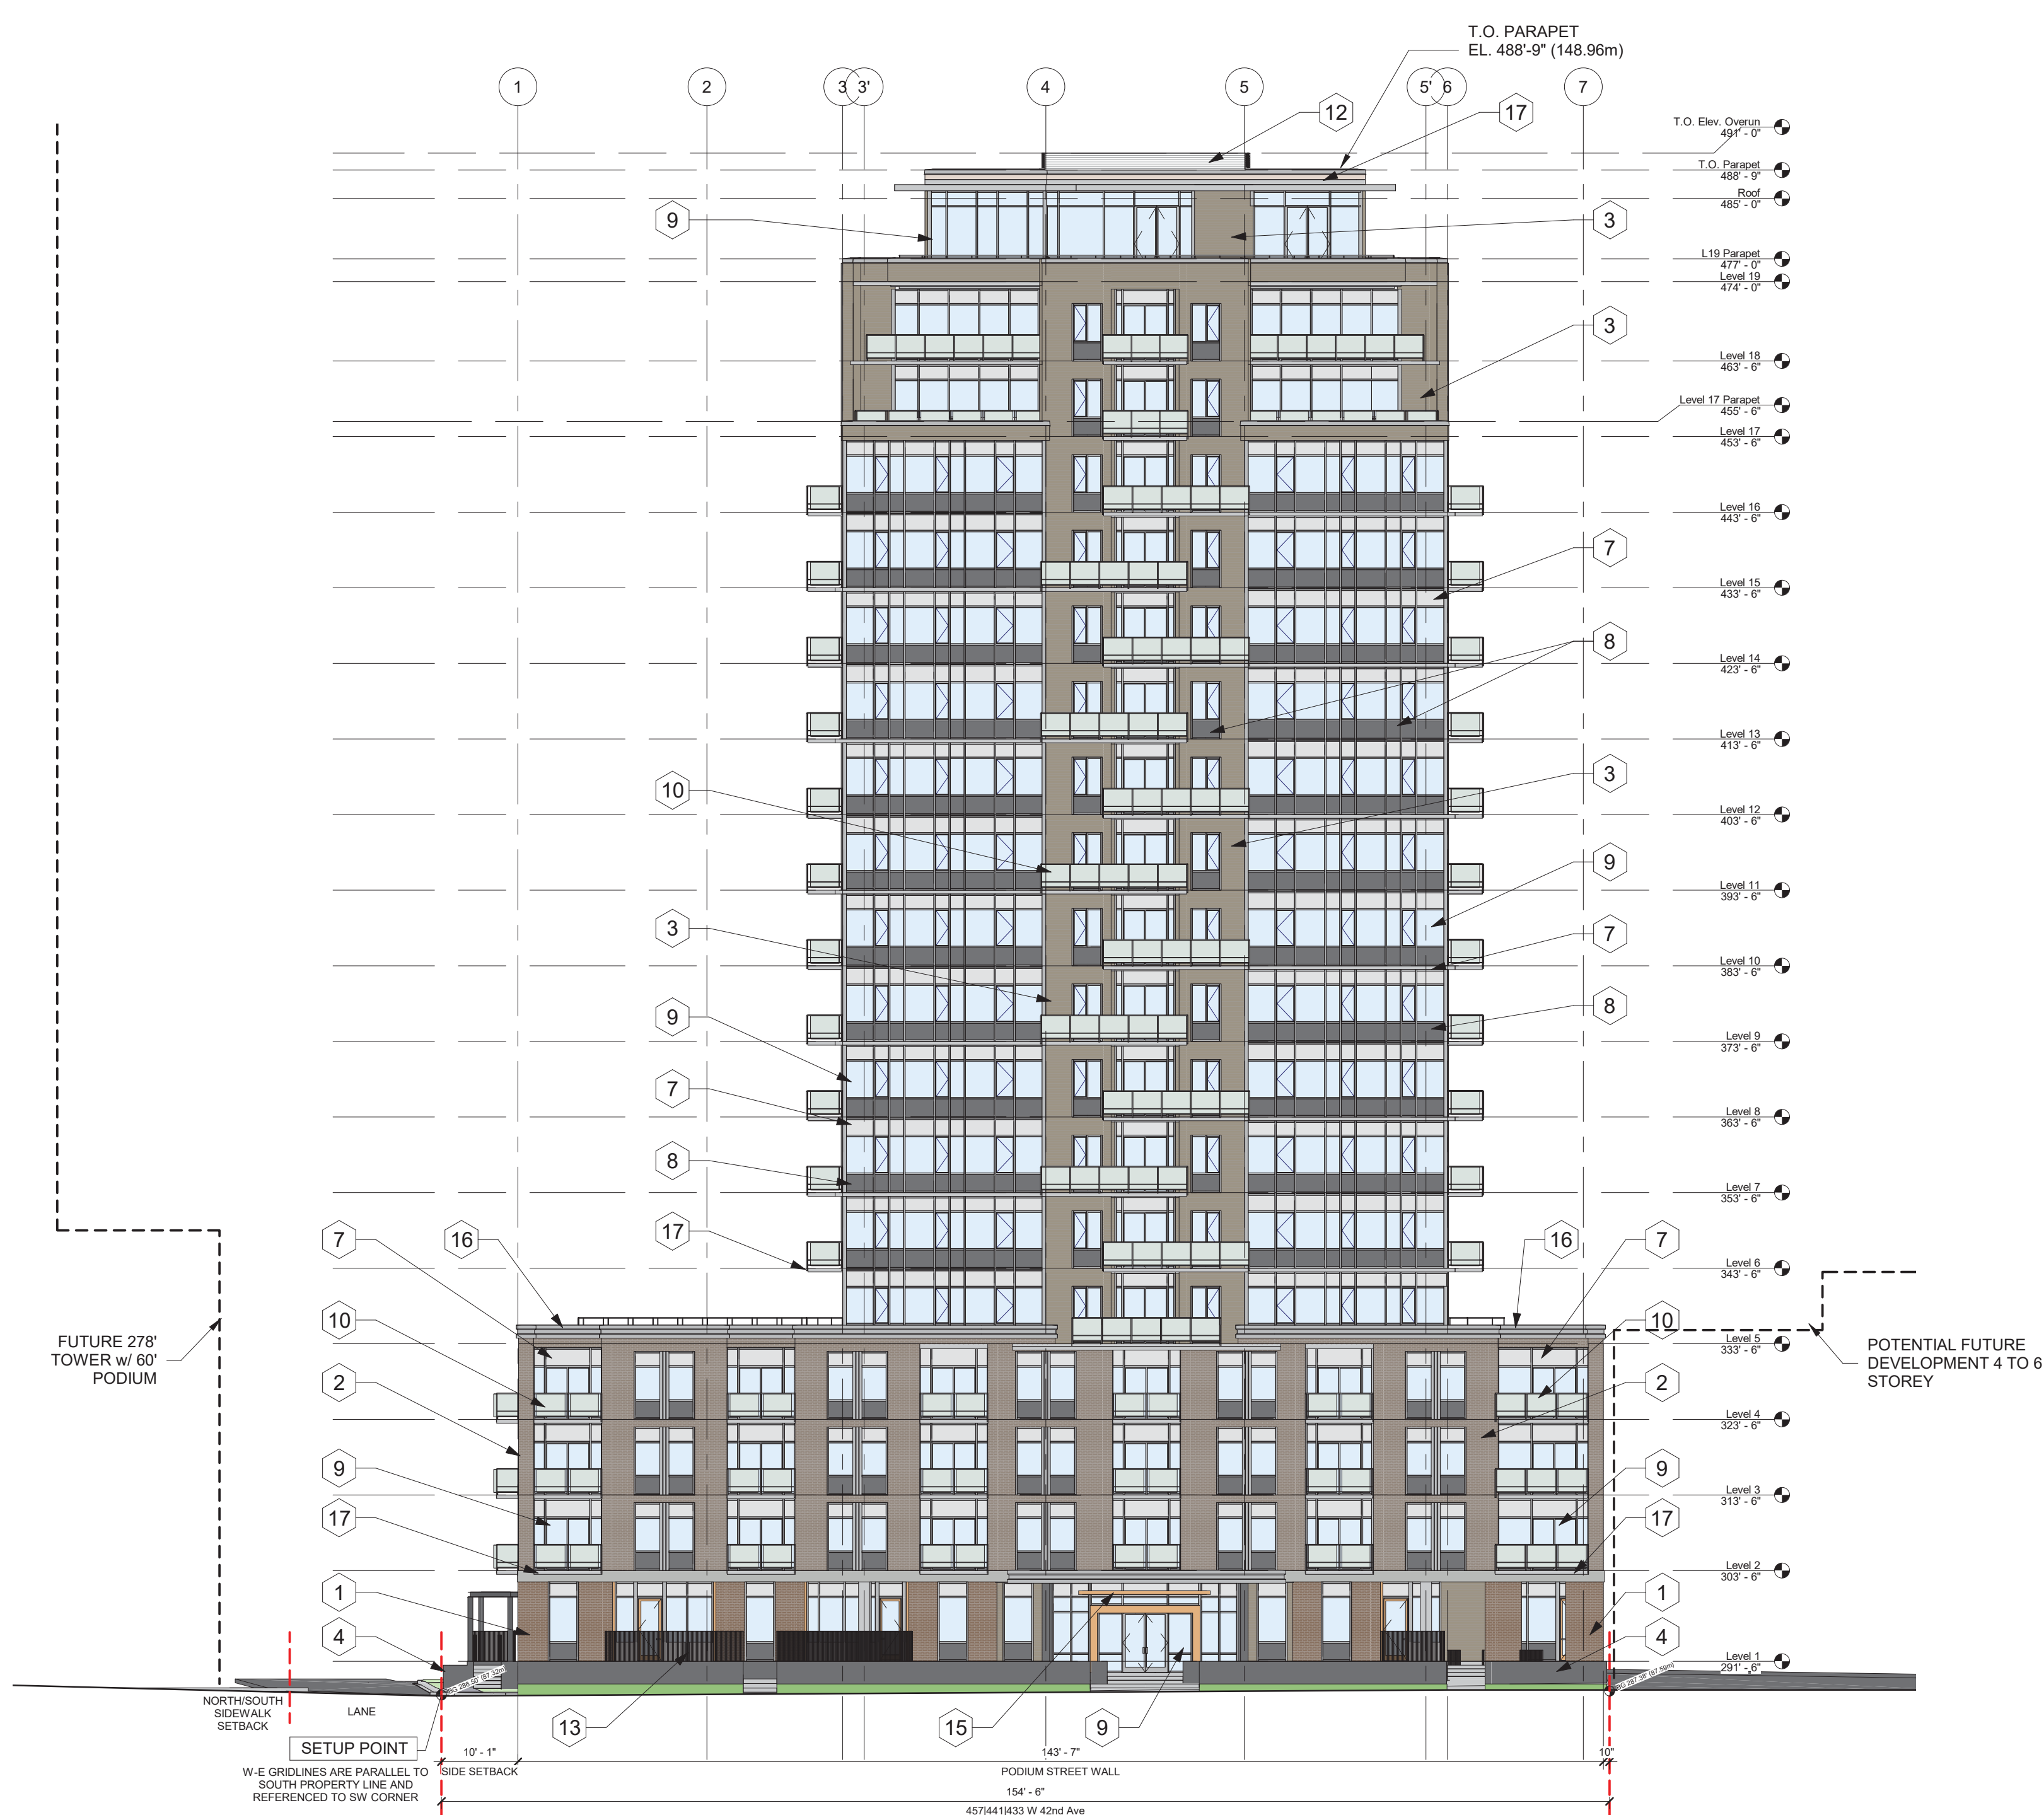 T.O. PARAPET
EL. 488'-9" (148.96m)
1
2
3
3'
4
5
5'
6
7
12
17
T.O. Elev. Overun
491' - 0"
T.O. Parapet
488' - 9"
Roof
485' - 0"
9
3
L19 Parapet
477' - 0"
Level 19
474' - 0"
3
Level 18
463' - 6"
Level 17 Parapet
455' - 6"
Level 17
453' - 6"
Level 16
443' - 6"
7
Level 15
433' - 6"
8
Level 14
423' - 6"
Level 13
413' - 6"
10
3
Level 12
403' - 6"
9
Level 11
393' - 6"
3
7
Level 10
383' - 6"
9
8
Level 9
373' - 6"
7
Level 8
363' - 6"
8
Level 7
353' - 6"
7
16
17
16
7
Level 6
343' - 6"
10
10
FUTURE 278'
TOWER w/ 60'
PODIUM
Level 5
333' - 6"
POTENTIAL FUTURE
DEVELOPMENT 4 TO 6
STOREY
2
2
Level 4
323' - 6"
9
9
Level 3
313' - 6"
17
17
Level 2
303' - 6"
1
1
4
4
Level 1
291' - 6"
BG 286.50' (87.32m)
BG 287.38' (87.59m)
NORTH/SOUTH
SIDEWALK
SETBACK
LANE
13
15
9
SETUP POINT
W-E GRIDLINES ARE PARALLEL TO
SOUTH PROPERTY LINE AND
REFERENCED TO SW CORNER
10' - 1"
143' - 7"
10"
SIDE SETBACK
PODIUM STREET WALL
154' - 6"
457|441|433 W 42nd Ave